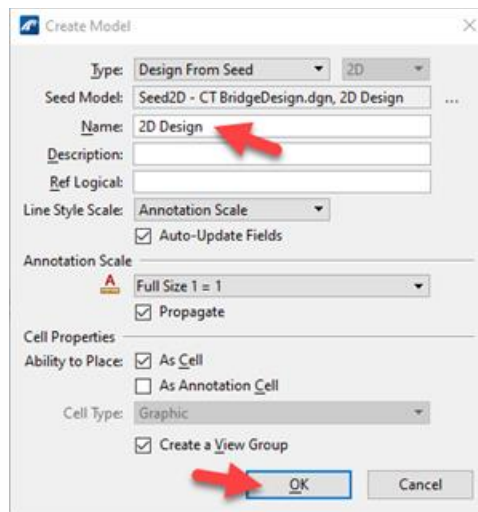 Create Model
Type: Design From Seed 2D
Seed Model: Seed2D - CT BridgeDesign.dgn, 2D Design ...
Name: 2D Design
Description:
Ref Logical:
Line Style Scale: Annotation Scale
Auto-Update Fields
Annotation Scale
A Full Size 1 = 1
Propagate
Cell Properties
Ability to Place: As Cell
As Annotation Cell
Cell Type: Graphic
Create a View Group
OK Cancel